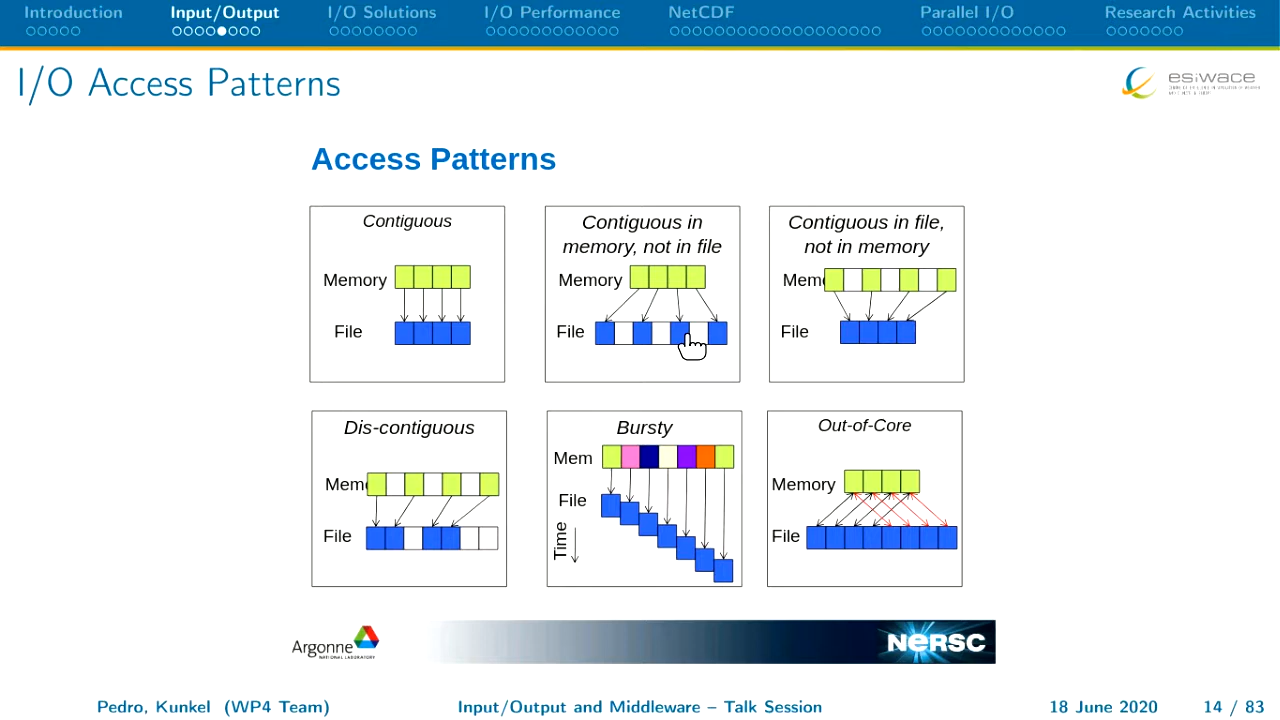 Introduction
Input/Output
I/O Solutions
I/O Performance
NetCDF
Parallel I/O
Research Activities
I/O Access Patterns
esiwace
Access Patterns
Contiguous
Memory
File
Contiguous in
memory, not in file
Memory
File
Contiguous in file,
not in memory
Mem
File
Dis-contiguous
Mem
File
Bursty
Mem
File
Time
Out-of-Core
Memory
File
Argonne
NATIONAL LABORATORY
NERSC
Pedro, Kunkel (WP4 Team)
Input/Output and Middleware – Talk Session
18 June 2020
14 / 83